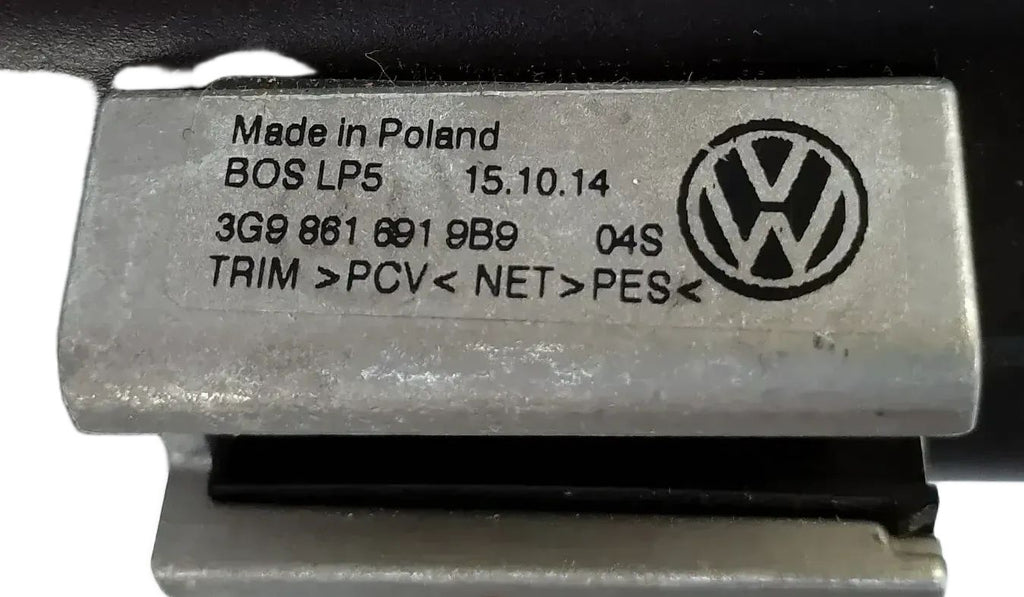 Made in Poland
BOS LP5 15.10.14
3G9 861 691 9B9 04S
TRIM >PCV< NET>PES<